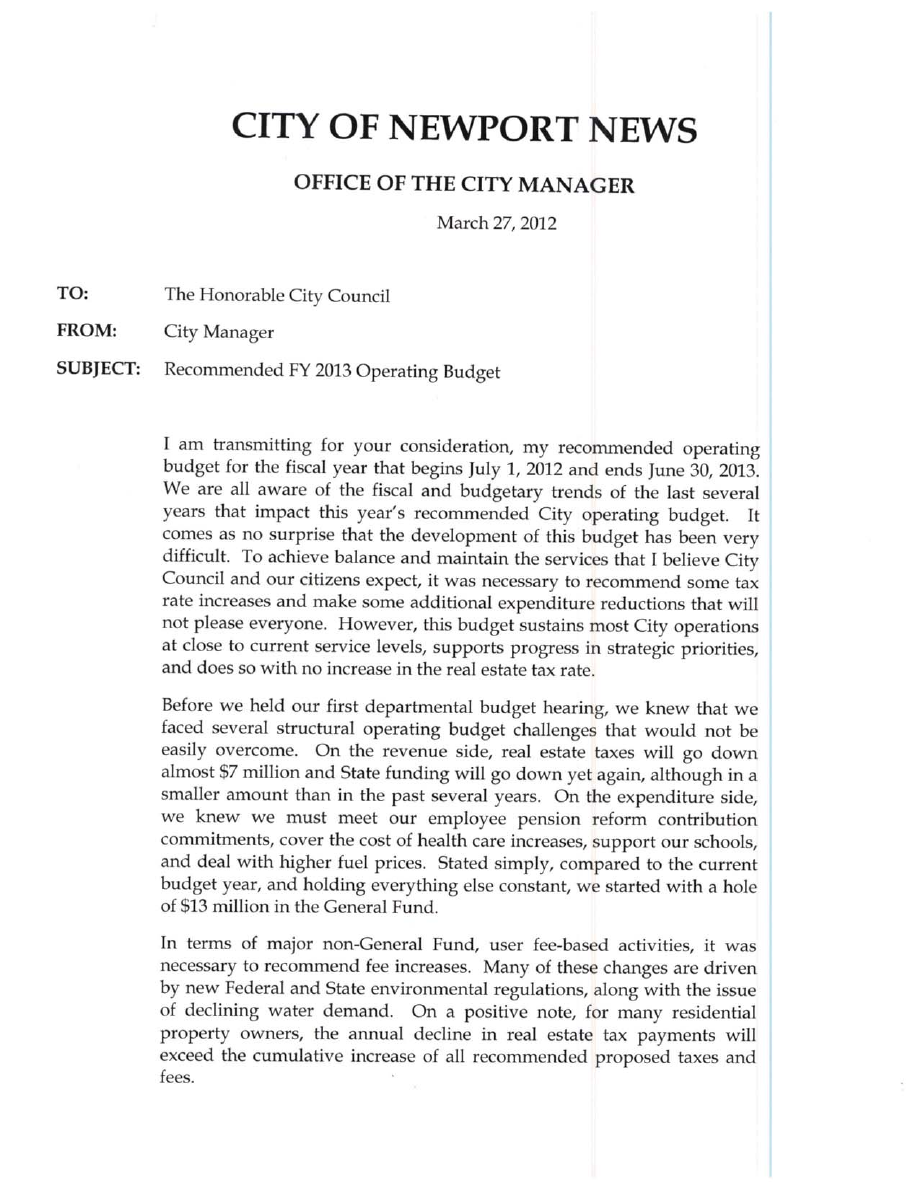 CITY OF NEWPORT NEWS
OFFICE OF THE CITY MANAGER
March 27, 2012
TO: The Honorable City Council
FROM: City Manager
SUBJECT: Recommended FY 2013 Operating Budget
I am transmitting for your consideration, my recommended operating
budget for the fiscal year that begins July 1, 2012 and ends June 30, 2013.
We are all aware of the fiscal and budgetary trends of the last several
years that impact this year's recommended City operating budget. It
comes as no surprise that the development of this budget has been very
difficult. To achieve balance and maintain the services that I believe City
Council and our citizens expect, it was necessary to recommend some tax
rate increases and make some additional expenditure reductions that will
not please everyone. However, this budget sustains most City operations
at close to current service levels, supports progress in strategic priorities,
and does so with no increase in the real estate tax rate.
Before we held our first departmental budget hearing, we knew that we
faced several structural operating budget challenges that would not be
easily overcome. On the revenue side, real estate taxes will go down
almost $7 million and State funding will go down yet again, although in a
smaller amount than in the past several years. On the expenditure side,
we knew we must meet our employee pension reform contribution
commitments, cover the cost of health care increases, support our schools,
and deal with higher fuel prices. Stated simply, compared to the current
budget year, and holding everything else constant, we started with a hole
of $13 million in the General Fund.
In terms of major non-General Fund, user fee-based activities, it was
necessary to recommend fee increases. Many of these changes are driven
by new Federal and State environmental regulations, along with the issue
of declining water demand. On a positive note, for many residential
property owners, the annual decline in real estate tax payments will
exceed the cumulative increase of all recommended proposed taxes and
fees.